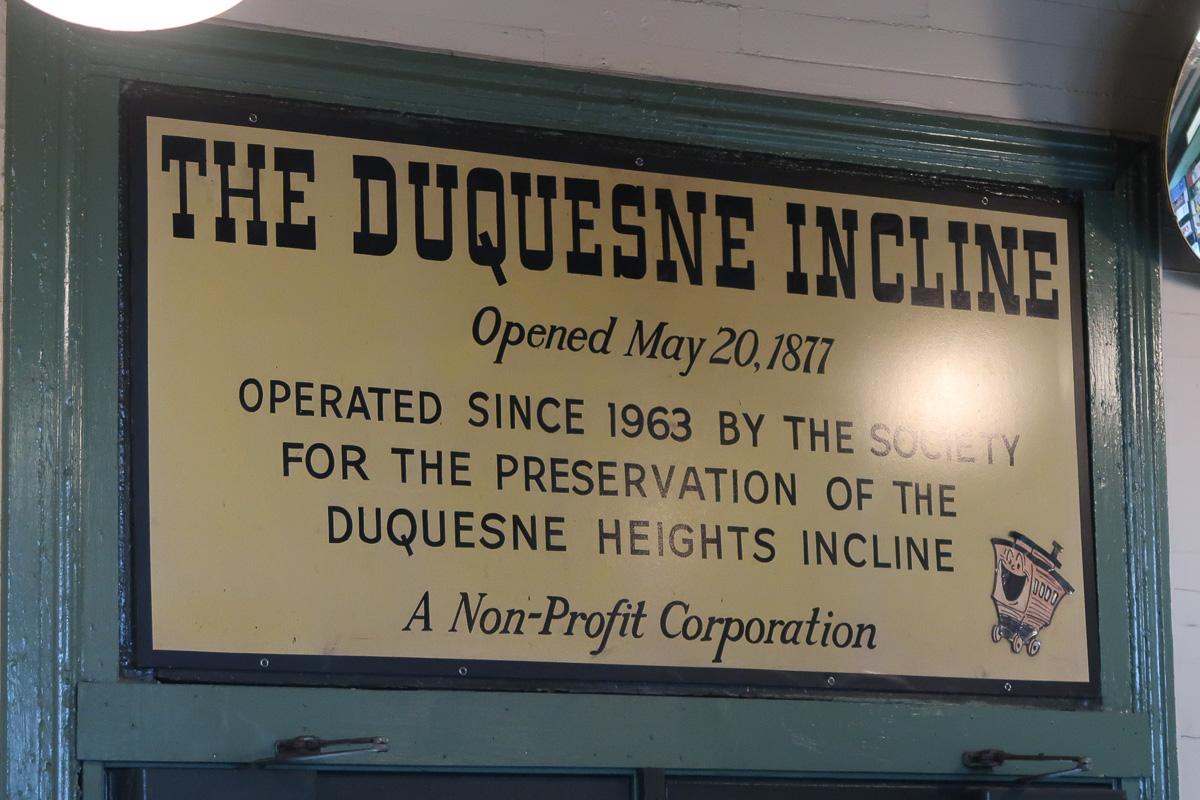 THE DUQUESNE INCLINE
Opened May 20, 1877
OPERATED SINCE 1963 BY THE SOCIETY
FOR THE PRESERVATION OF THE
DUQUESNE HEIGHTS INCLINE
A Non-Profit Corporation